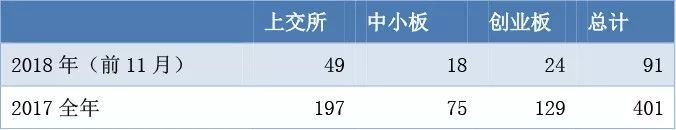 上交所 中小板 创业板 总计
2018 年（前 11 月） 49 18 24 91
2017 全年 197 75 129 401